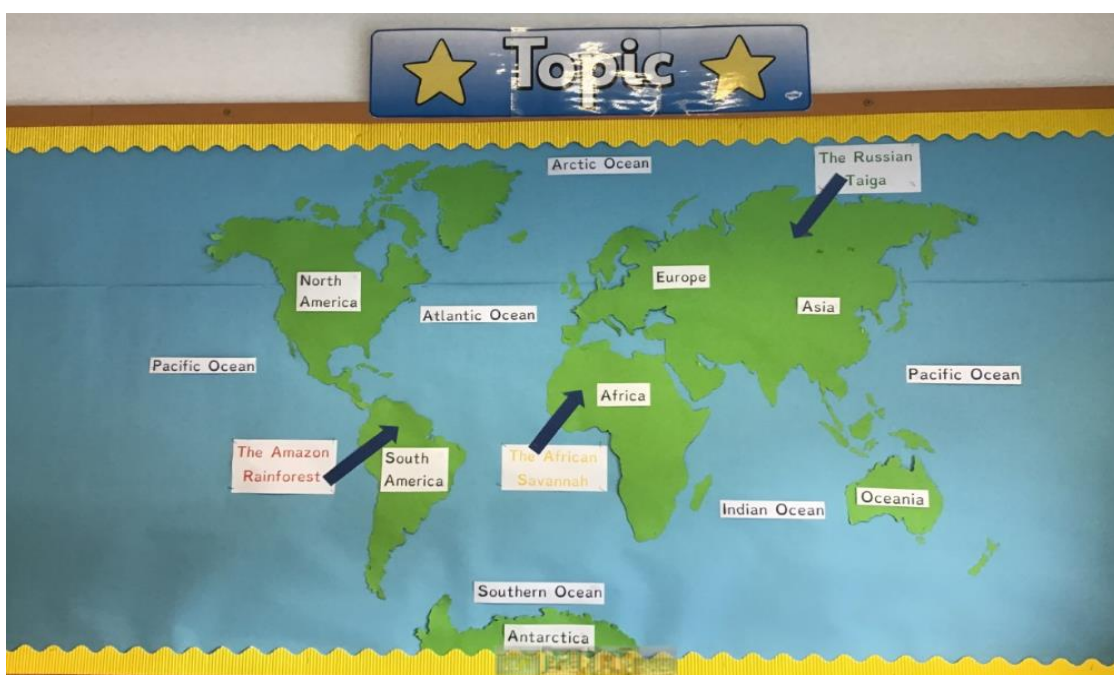 Topic
Arctic Ocean
The Russian
Taiga
North
America
Europe
Asia
Atlantic Ocean
Pacific Ocean
Pacific Ocean
Africa
The Amazon
Rainforest
South
America
The African
Savannah
Oceania
Indian Ocean
Southern Ocean
Antarctica